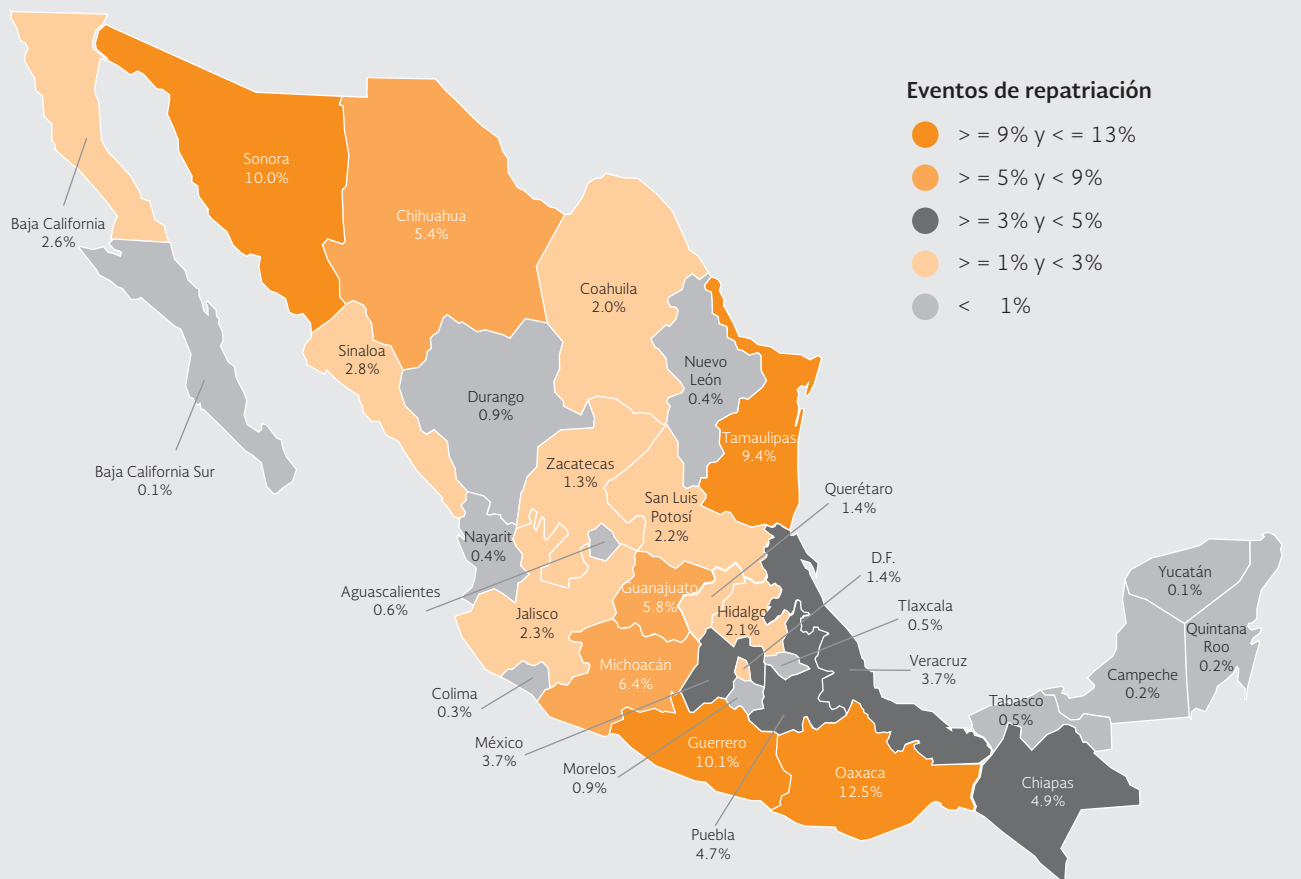 Eventos de repatriación
> = 9% y < = 13%
> = 5% y < 9%
> = 3% y < 5%
> = 1% y < 3%
< 1%
Sonora
10.0%
Chihuahua
5.4%
Baja California
2.6%
Coahuila
2.0%
Sinaloa
2.8%
Nuevo
León
0.4%
Durango
0.9%
Tamaulipas
9.4%
Baja California Sur
0.1%
Zacatecas
1.3%
San Luis
Potosí
2.2%
Querétaro
1.4%
Nayarit
0.4%
D.F.
1.4%
Aguascalientes
0.6%
Guanajuato
5.8%
Yucatán
0.1%
Jalisco
2.3%
Hidalgo
2.1%
Tlaxcala
0.5%
Quintana
Roo
0.2%
Michoacán
6.4%
Veracruz
3.7%
Campeche
0.2%
Colima
0.3%
Tabasco
0.5%
México
3.7%
Guerrero
10.1%
Morelos
0.9%
Oaxaca
12.5%
Chiapas
4.9%
Puebla
4.7%